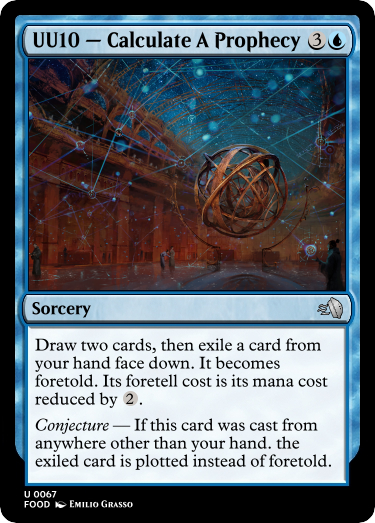 UU10 — Calculate A Prophecy 3
Sorcery
Draw two cards, then exile a card from
your hand face down. It becomes
foretold. Its foretell cost is its mana cost
reduced by 2.
Conjecture — If this card was cast from
anywhere other than your hand. the
exiled card is plotted instead of foretold.
U 0067
FOOD Emilio Grasso